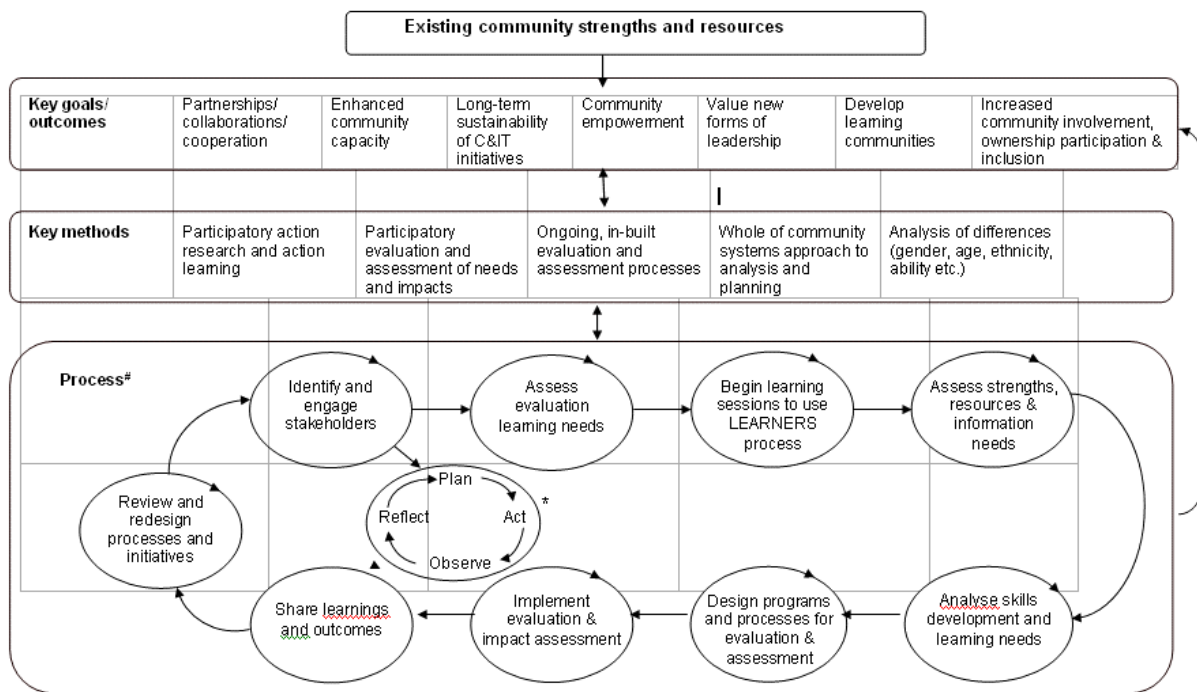 Existing community strengths and resources
Key goals/
outcomes
Partnerships/
collaborations/
cooperation
Enhanced
community
capacity
Long-term
sustainability
of C&IT
initiatives
Community
empowerment
Value new
forms of
leadership
Develop
learning
communities
Increased
community involvement,
ownership participation &
inclusion
Key methods
Participatory action
research and action
learning
Participatory
evaluation and
assessment of needs
and impacts
Ongoing, in-built
evaluation and
assessment processes
Whole of community
systems approach to
analysis and
planning
Analysis of differences
(gender, age, ethnicity,
ability etc.)
Process#
Identify and
engage
stakeholders
Assess
evaluation
learning needs
Begin learning
sessions to use
LEARNERS
process
Assess strengths,
resources &
information
needs
Plan
Act
Observe
Reflect
*
Analyse skills
development and
learning needs
Design programs
and processes for
evaluation &
assessment
Implement
evaluation &
impact assessment
Share learnings
and outcomes
Review and
redesign
processes and
initiatives